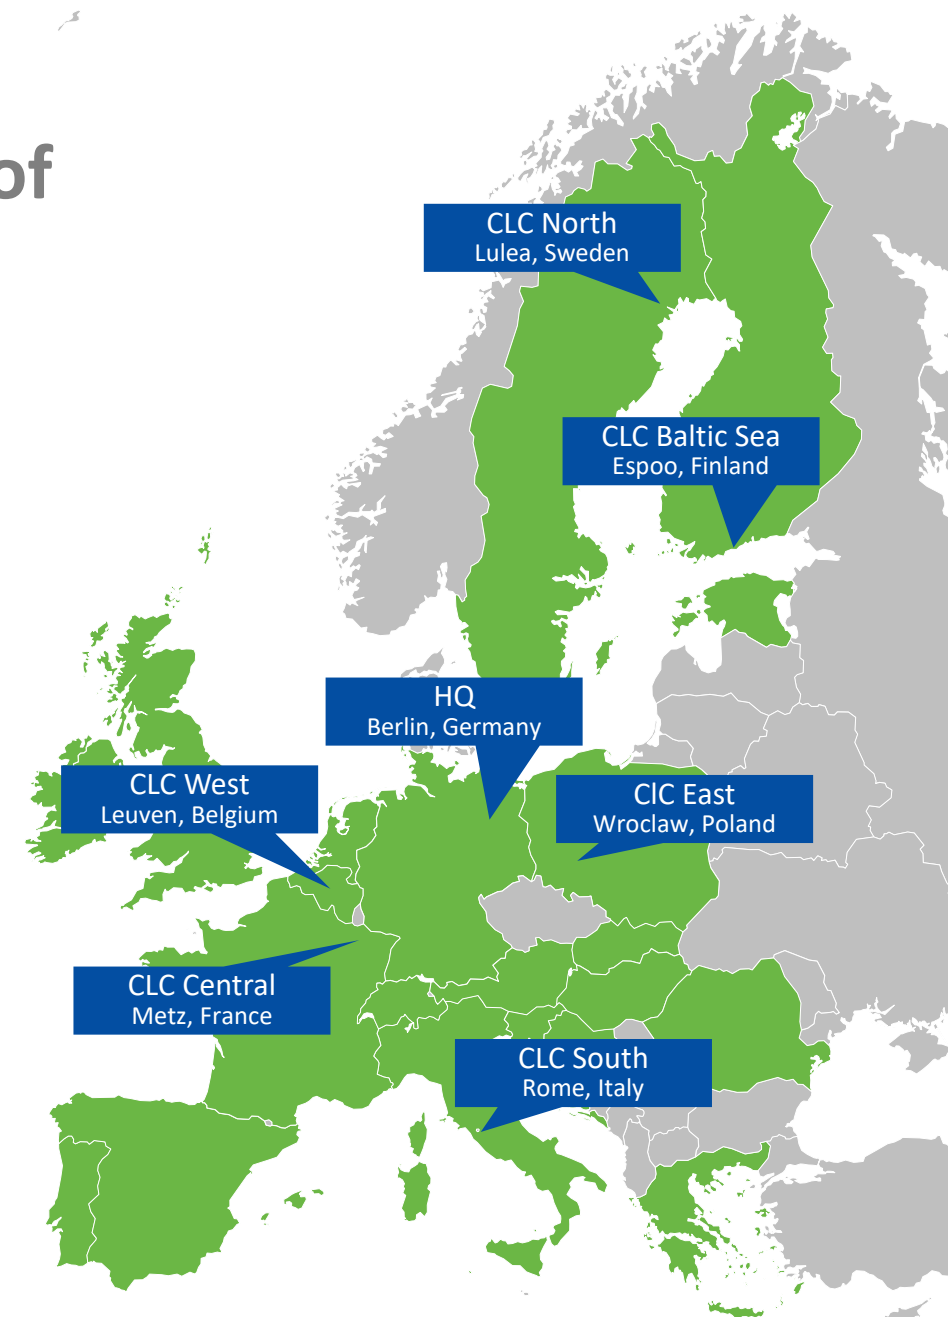 of
CLC North
Lulea, Sweden
CLC Baltic Sea
Espoo, Finland
HQ
Berlin, Germany
CLC West
Leuven, Belgium
ClC East
Wroclaw, Poland
CLC Central
Metz, France
CLC South
Rome, Italy